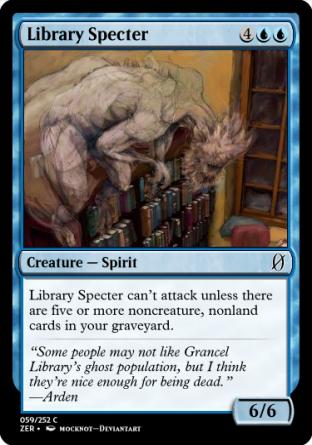 Library Specter 4
Creature — Spirit
Library Specter can't attack unless there
are five or more noncreature, nonland
cards in your graveyard.
"Some people may not like Grancel
Library's ghost population, but I think
they're nice enough for being dead."
—Arden
6/6
059/252 C
ZER • MOCKNOT—DEVIANTART